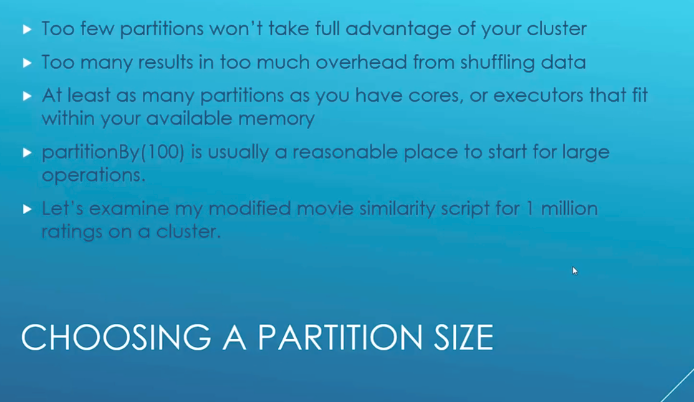 Too few partitions won't take full advantage of your cluster
Too many results in too much overhead from shuffling data
At least as many partitions as you have cores, or executors that fit
within your available memory
partitionBy(100) is usually a reasonable place to start for large
operations.
Let's examine my modified movie similarity script for 1 million
ratings on a cluster.
CHOOSING A PARTITION SIZE